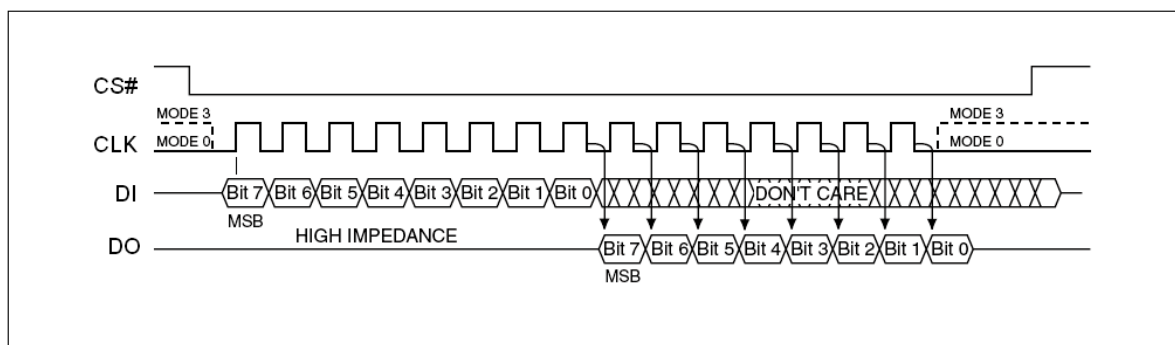 CS#
MODE 3 MODE 3
CLK MODE 0 MODE 0
DI Bit 7 Bit 6 Bit 5 Bit 4 Bit 3 Bit 2 Bit 1 Bit 0 DON'T CARE
MSB
HIGH IMPEDANCE
DO Bit 7 Bit 6 Bit 5 Bit 4 Bit 3 Bit 2 Bit 1 Bit 0
MSB